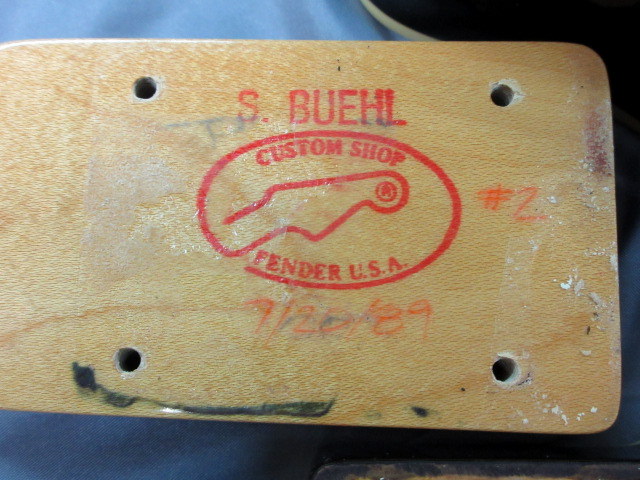 S. BUEHL
CUSTOM SHOP
®
FENDER U.S.A.
#2
7/20/89